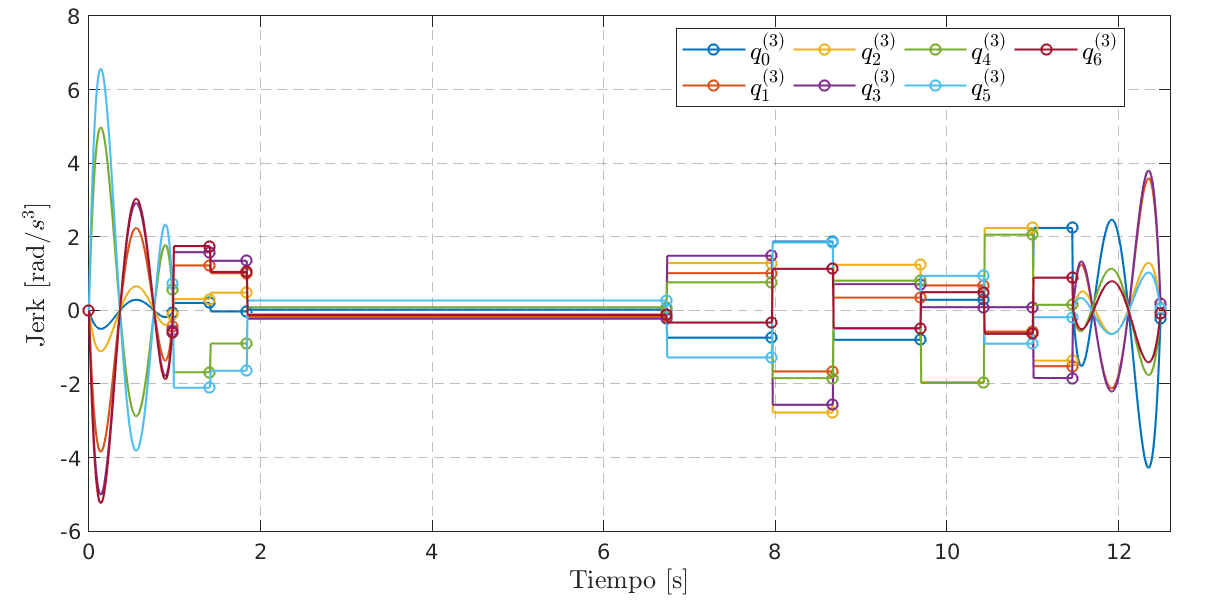 8
6
4
2
0
-2
-4
-6
Jerk [rad/s³]
q₀⁽³⁾ q₂⁽³⁾ q₄⁽³⁾ q₆⁽³⁾
q₁⁽³⁾ q₃⁽³⁾ q₅⁽³⁾
0 2 4 6 8 10 12
Tiempo [s]